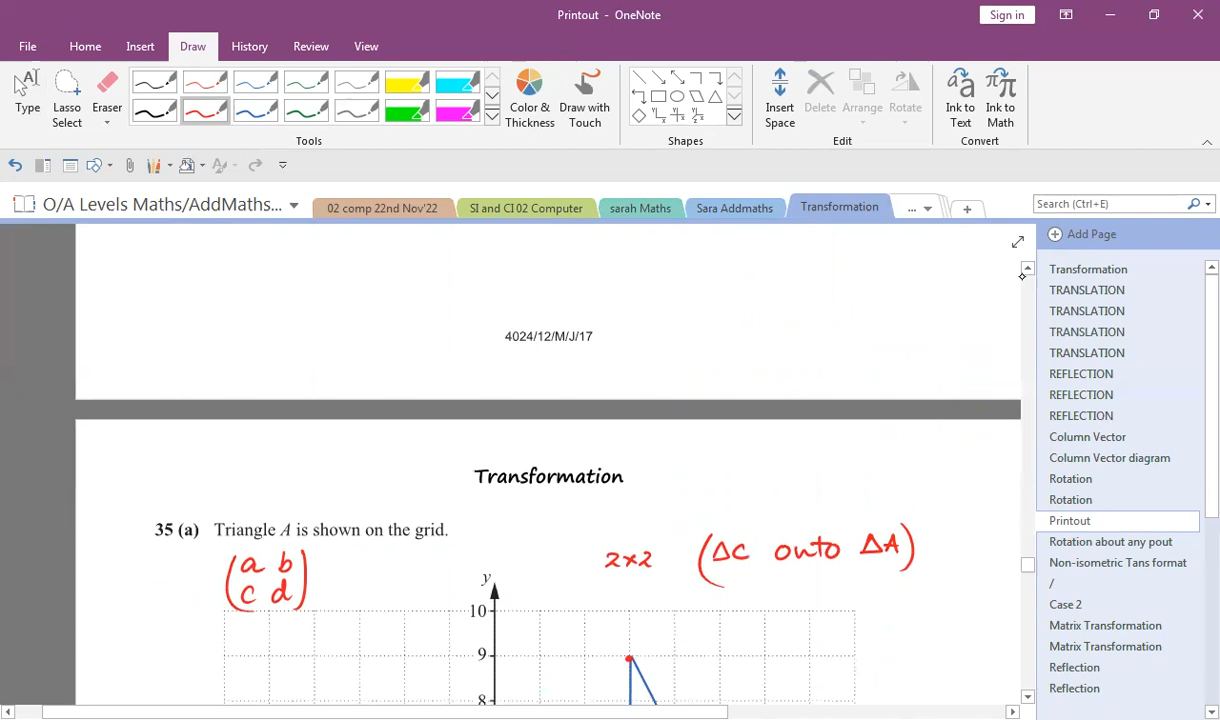 Printout - OneNote
Sign in
File Home Insert Draw History Review View
Type
Lasso Select
Eraser
Color & Thickness
Draw with Touch
Insert Space
Delete
Arrange
Rotate
Ink to Text
Ink to Math
Tools
Shapes
Edit
Convert
O/A Levels Maths/AddMaths...
02 comp 22nd Nov'22
SI and CI 02 Computer
sarah Maths
Sara Addmaths
Transformation
...
Search (Ctrl+E)
Add Page
4024/12/M/J/17
Transformation
35 (a) Triangle A is shown on the grid.
(a b
c d)
2x2 (ΔC onto ΔA)
y
10
9
8
Transformation
TRANSLATION
TRANSLATION
TRANSLATION
TRANSLATION
REFLECTION
REFLECTION
REFLECTION
Column Vector
Column Vector diagram
Rotation
Rotation
Printout
Rotation about any pout
Non-isometric Tans format
/
Case 2
Matrix Transformation
Matrix Transformation
Reflection
Reflection